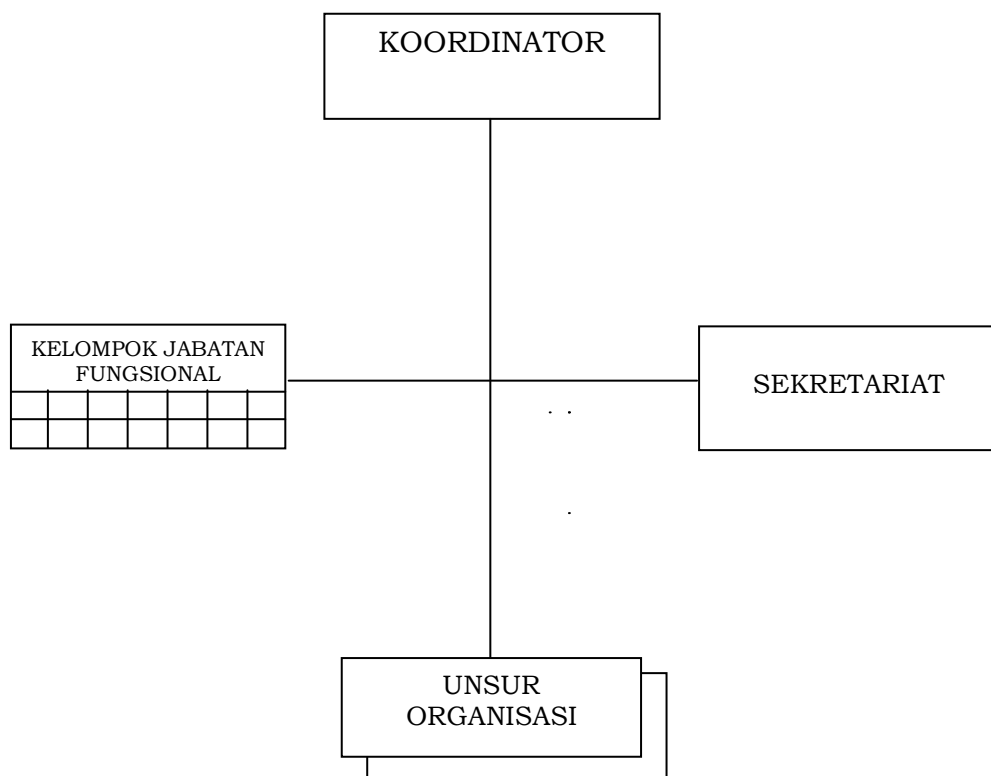 KOORDINATOR
KELOMPOK JABATAN
FUNGSIONAL
SEKRETARIAT
UNSUR
ORGANISASI